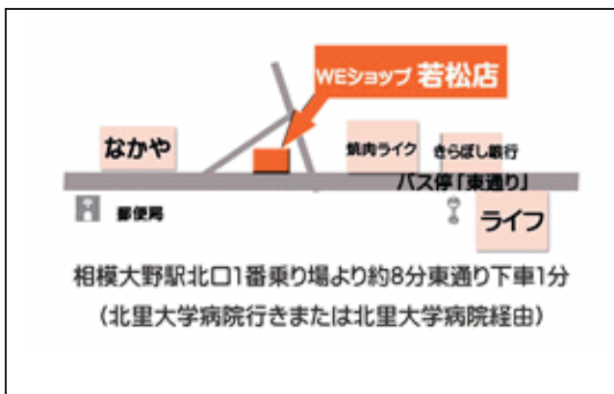 WEショップ 若松店
なかや
焼肉ライク
きらぼし銀行
バス停「東通り」
郵便局
ライフ
相模大野駅北口1番乗り場より約8分東通り下車1分
（北里大学病院行きまたは北里大学病院経由）